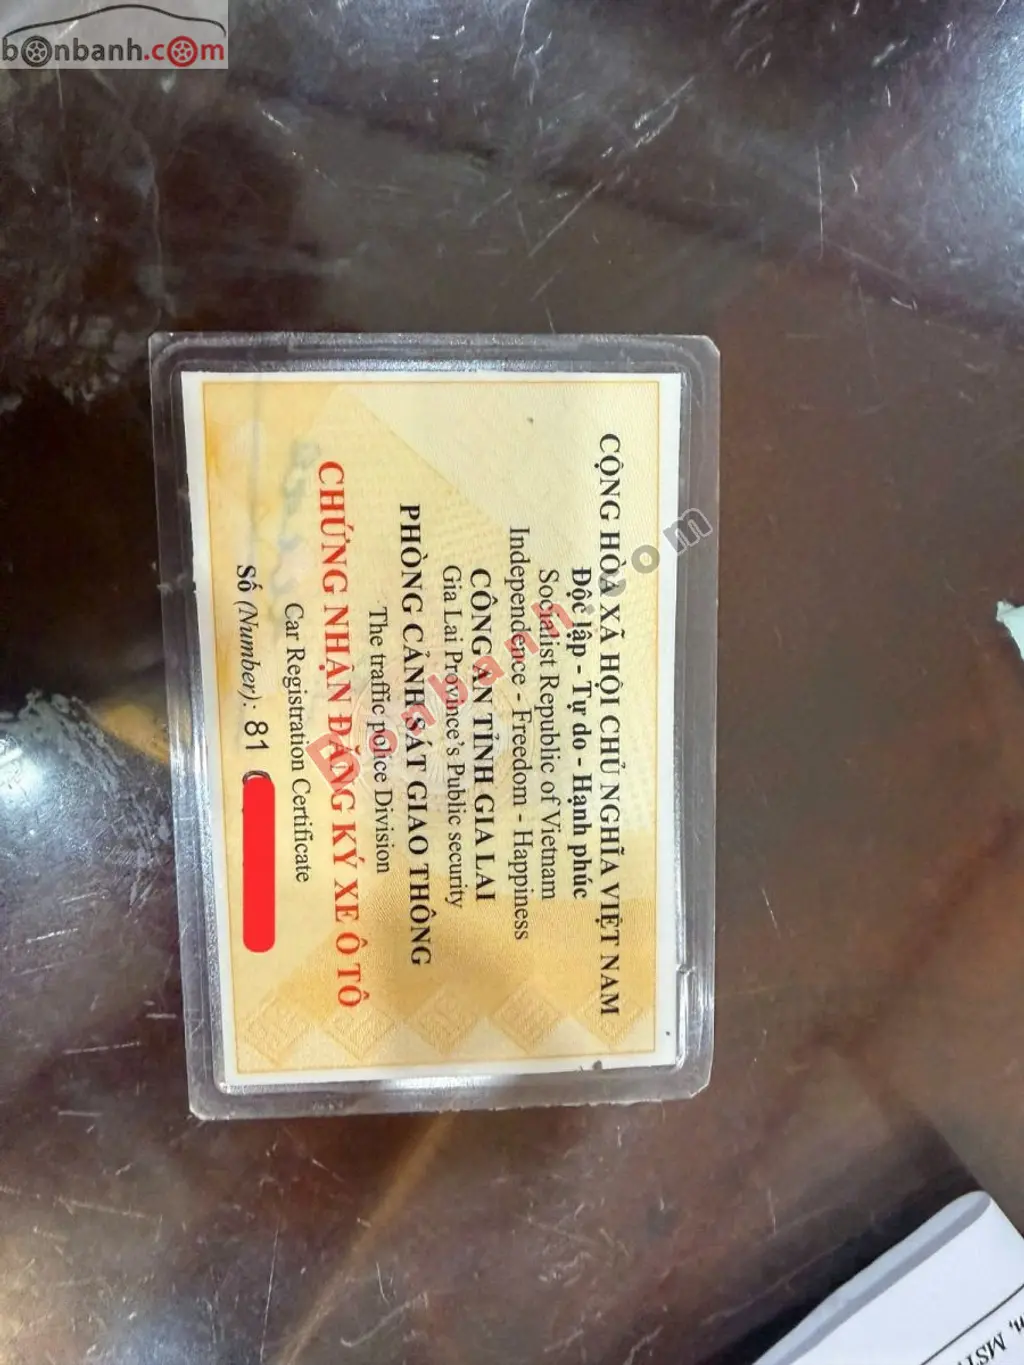 bonbanh.com
CỘNG HÒA XÃ HỘI CHỦ NGHĨA VIỆT NAM
Độc lập - Tự do - Hạnh phúc
Socialist Republic of Vietnam
Independence - Freedom - Happiness
CÔNG AN TỈNH GIA LAI
Gia Lai Province's Public security
PHÒNG CẢNH SÁT GIAO THÔNG
The traffic police Division
CHỨNG NHẬN ĐĂNG KÝ XE Ô TÔ
Car Registration Certificate
Số (Number): 81
Bonbanh.com